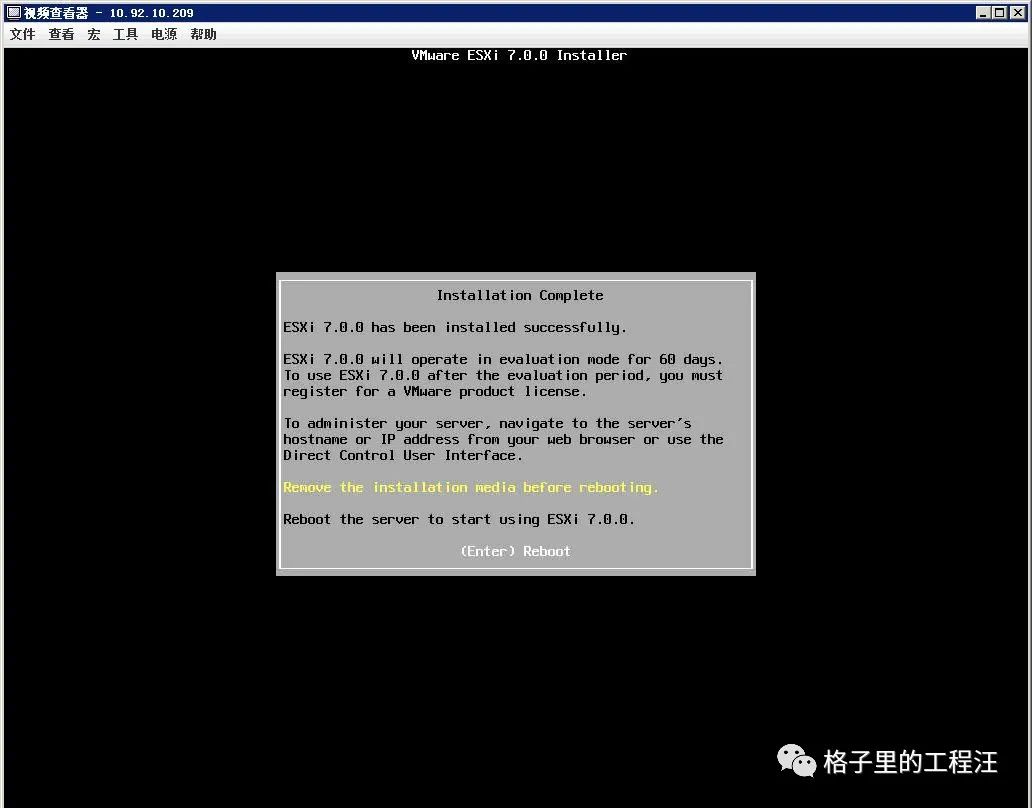 视频查看器 - 10.92.10.209
文件 查看 宏 工具 电源 帮助
VMware ESXi 7.0.0 Installer
Installation Complete
ESXi 7.0.0 has been installed successfully.
ESXi 7.0.0 will operate in evaluation mode for 60 days.
To use ESXi 7.0.0 after the evaluation period, you must
register for a VMware product license.
To administer your server, navigate to the server's
hostname or IP address from your web browser or use the
Direct Control User Interface.
Remove the installation media before rebooting.
Reboot the server to start using ESXi 7.0.0.
(Enter) Reboot
格子里的工程汪